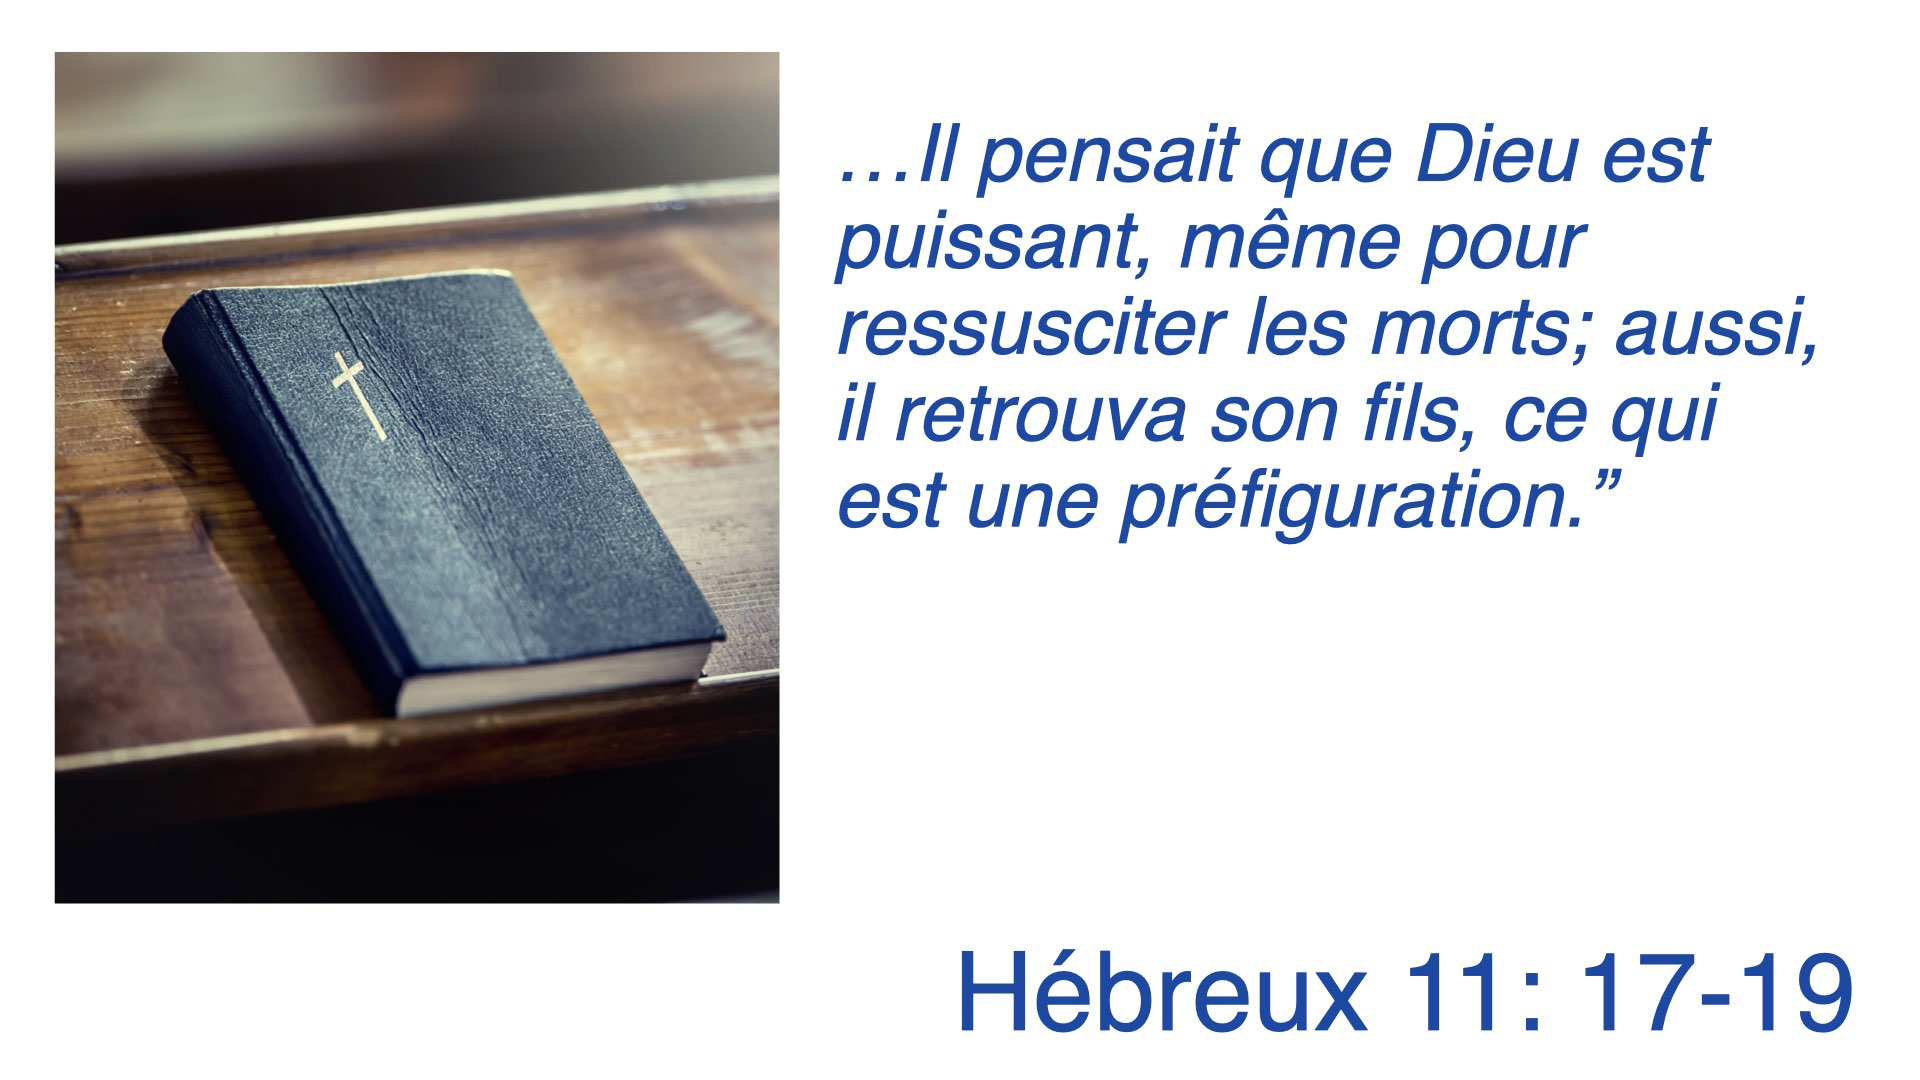 …Il pensait que Dieu est
puissant, même pour
ressusciter les morts; aussi,
il retrouva son fils, ce qui
est une préfiguration.”
Hébreux 11: 17-19